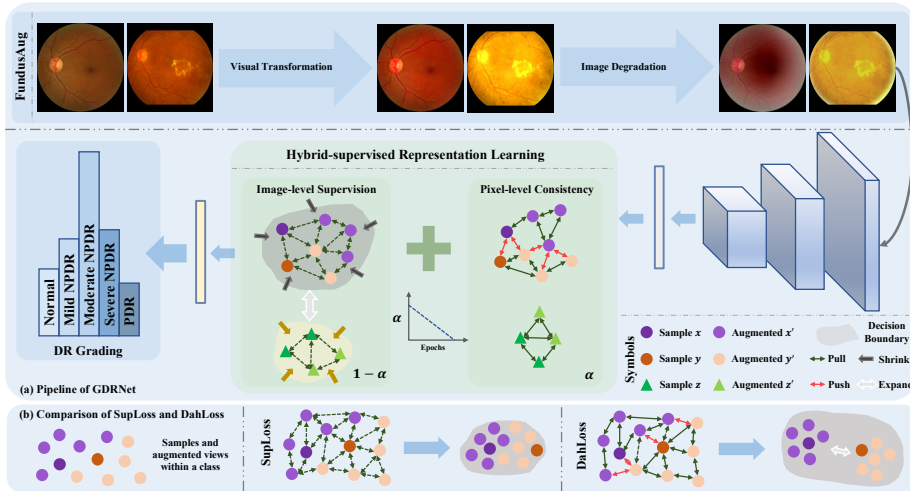 FundusAug
Visual Transformation
Image Degradation
Hybrid-supervised Representation Learning
Image-level Supervision
Pixel-level Consistency
Normal
Mild NPDR
Moderate NPDR
Severe NPDR
PDR
DR Grading
α
Epochs
1 − α
α
(a) Pipeline of GDRNet
Symbols
Sample x
Augmented x'
Decision
Boundary
Sample y
Augmented y'
Pull
Shrink
Sample z
Augmented z'
Push
Expand
(b) Comparison of SupLoss and DahLoss
Samples and
augmented views
within a class
SupLoss
DahLoss